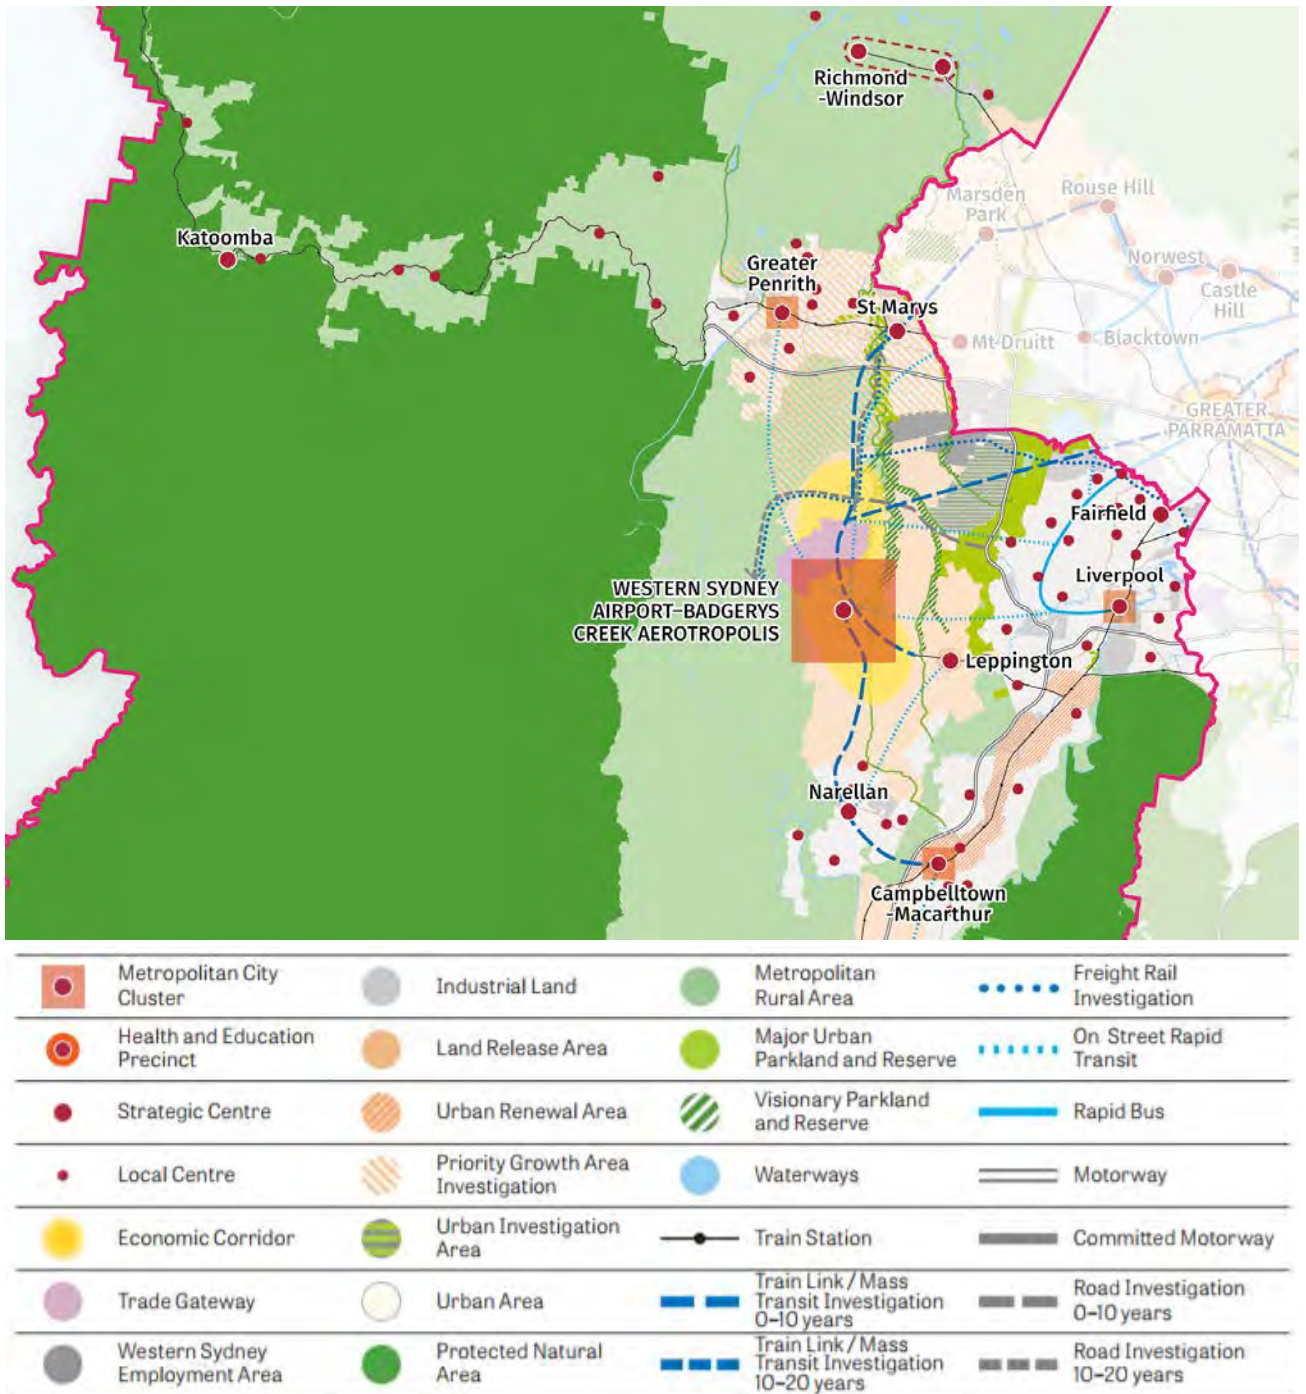 Richmond
-Windsor
Marsden
Park
Rouse Hill
Katoomba
Norwest
Greater
Penrith
Castle
Hill
St Marys
Mt Druitt
Blacktown
GREATER
PARRAMATTA
Fairfield
Liverpool
WESTERN SYDNEY
AIRPORT–BADGERYS
CREEK AEROTROPOLIS
Leppington
Narellan
Campbelltown
-Macarthur
Metropolitan City
Cluster
Industrial Land
Metropolitan
Rural Area
Freight Rail
Investigation
Health and Education
Precinct
Land Release Area
Major Urban
Parkland and Reserve
On Street Rapid
Transit
Strategic Centre
Urban Renewal Area
Visionary Parkland
and Reserve
Rapid Bus
Local Centre
Priority Growth Area
Investigation
Waterways
Motorway
Economic Corridor
Urban Investigation
Area
Train Station
Committed Motorway
Trade Gateway
Urban Area
Train Link / Mass
Transit Investigation
0–10 years
Road Investigation
0–10 years
Western Sydney
Employment Area
Protected Natural
Area
Train Link / Mass
Transit Investigation
10–20 years
Road Investigation
10–20 years